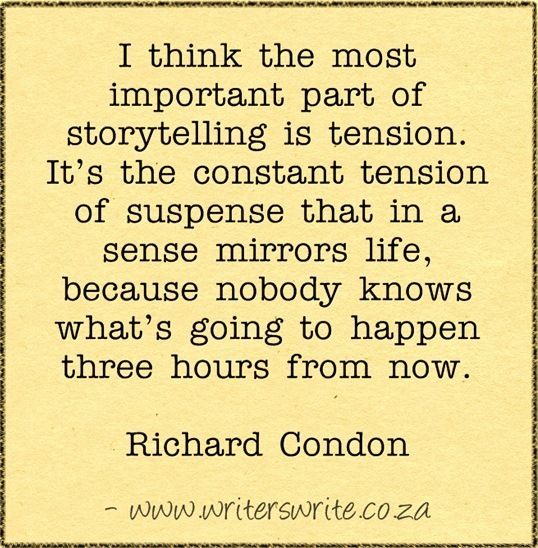 I think the most
important part of
storytelling is tension.
It's the constant tension
of suspense that in a
sense mirrors life,
because nobody knows
what's going to happen
three hours from now.
Richard Condon
- www.writerswrite.co.za